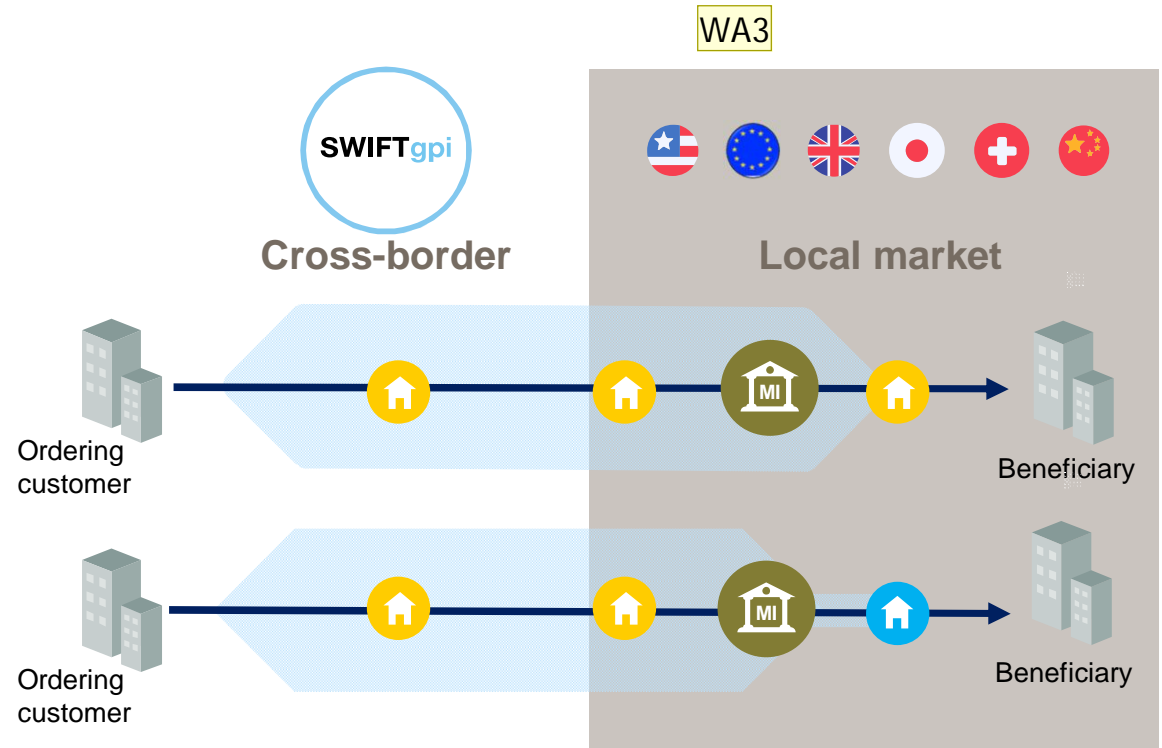 WA3
SWIFTgpi
Cross-border
Local market
MI
Ordering
customer
Beneficiary
MI
Ordering
customer
Beneficiary